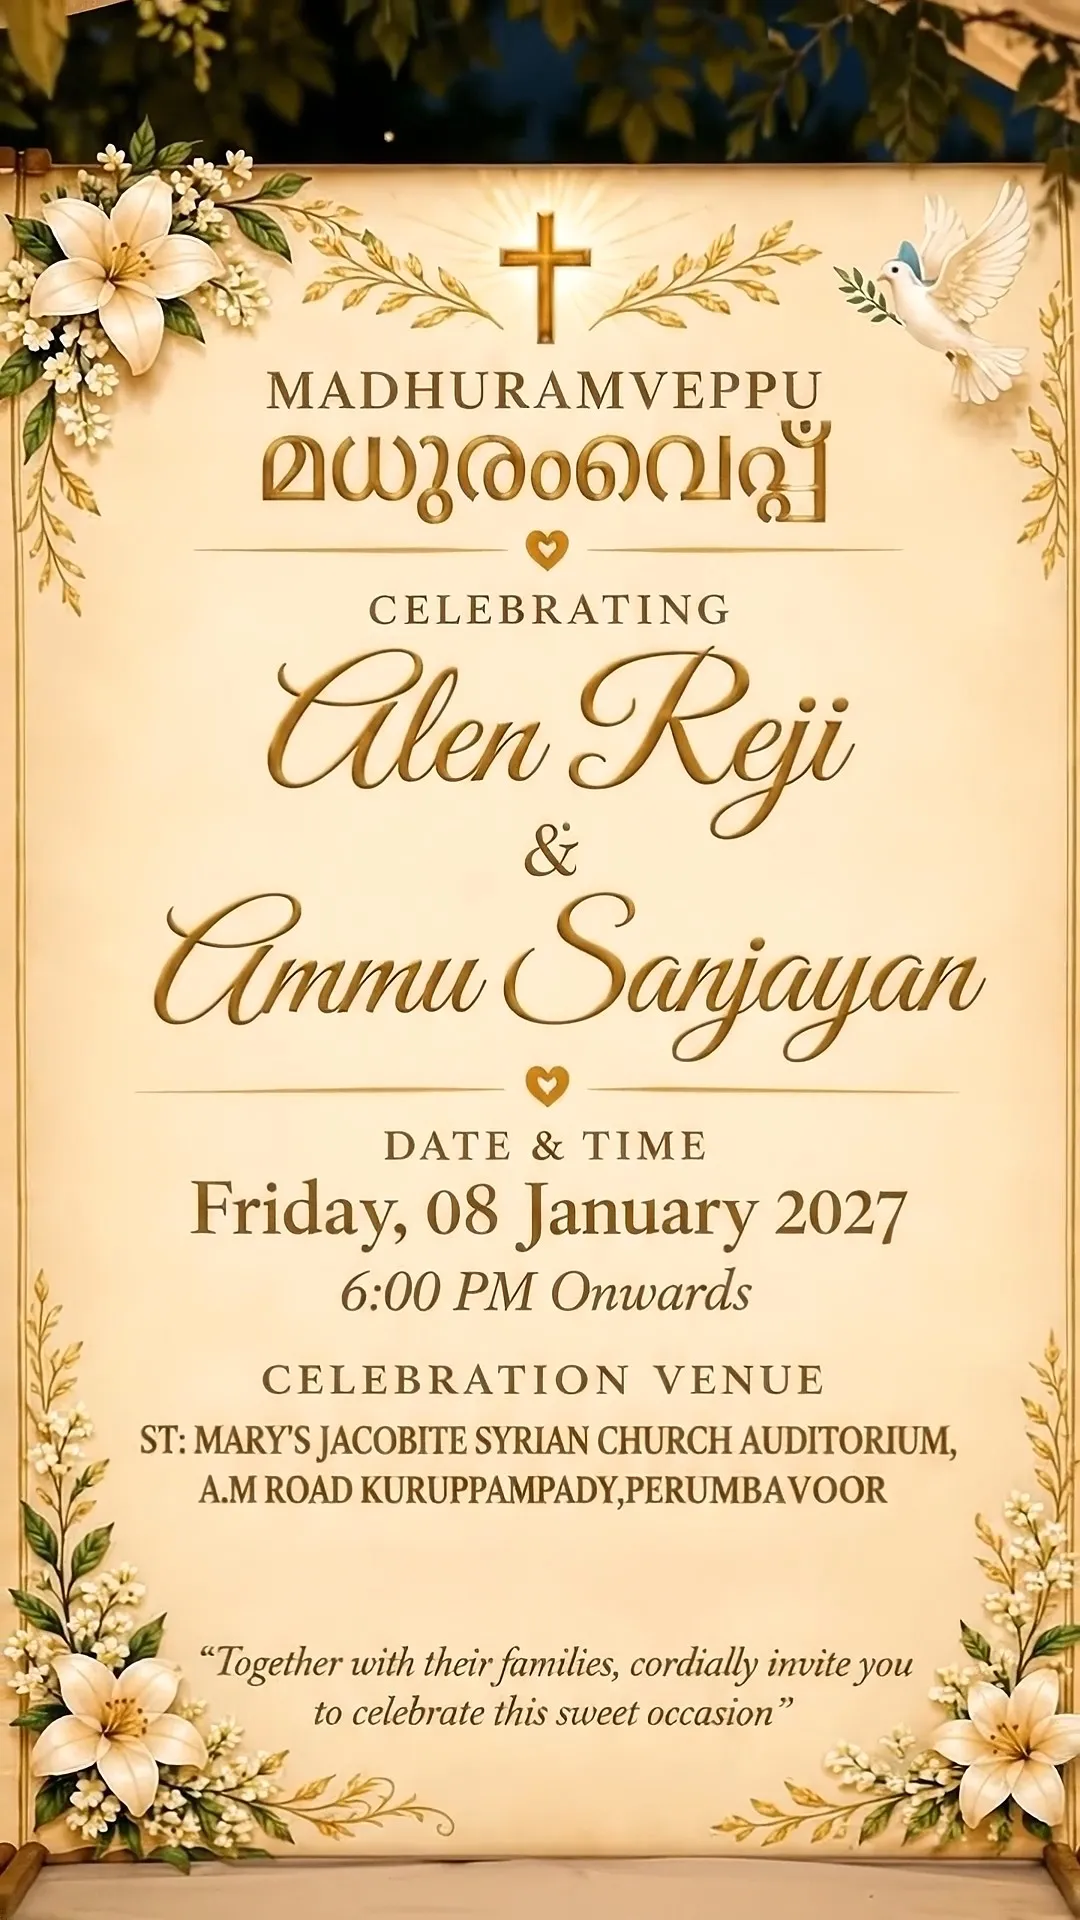 MADHURAMVEPPU
മധുരംവെപ്പ്
CELEBRATING
Alen Reji
&
Ammu Sanjayan
DATE & TIME
Friday, 08 January 2027
6:00 PM Onwards
CELEBRATION VENUE
ST: MARY'S JACOBITE SYRIAN CHURCH AUDITORIUM,
A.M ROAD KURUPPAMPADY,PERUMBAVOOR
“Together with their families, cordially invite you
to celebrate this sweet occasion”